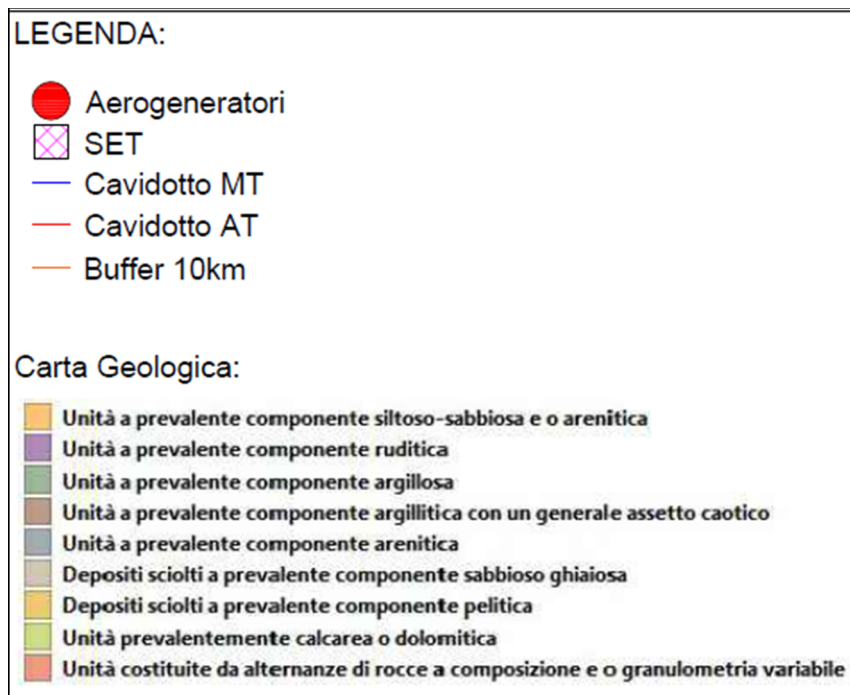 LEGENDA:
Aerogeneratori
SET
Cavidotto MT
Cavidotto AT
Buffer 10km
Carta Geologica:
Unità a prevalente componente siltoso-sabbiosa e o arenitica
Unità a prevalente componente ruditica
Unità a prevalente componente argillosa
Unità a prevalente componente argillitica con un generale assetto caotico
Unità a prevalente componente arenitica
Depositi sciolti a prevalente componente sabbioso ghiaiosa
Depositi sciolti a prevalente componente pelitica
Unità prevalentemente calcarea o dolomitica
Unità costituite da alternanze di rocce a composizione e o granulometria variabile